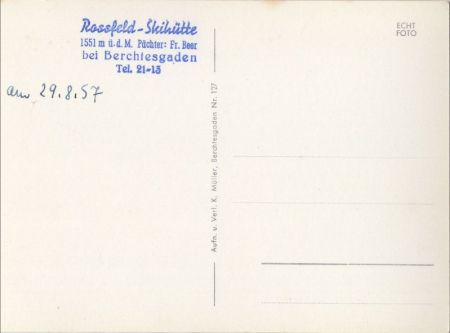 Rossfeld-Skihütte
1551 m ü.d.M. Pächter: Fr. Beer
bei Berchtesgaden
Tel. 21-13
am 29.8.57
Aufn. u. Verl. K. Müller, Berchtesgaden Nr. 127
ECHT
FOTO